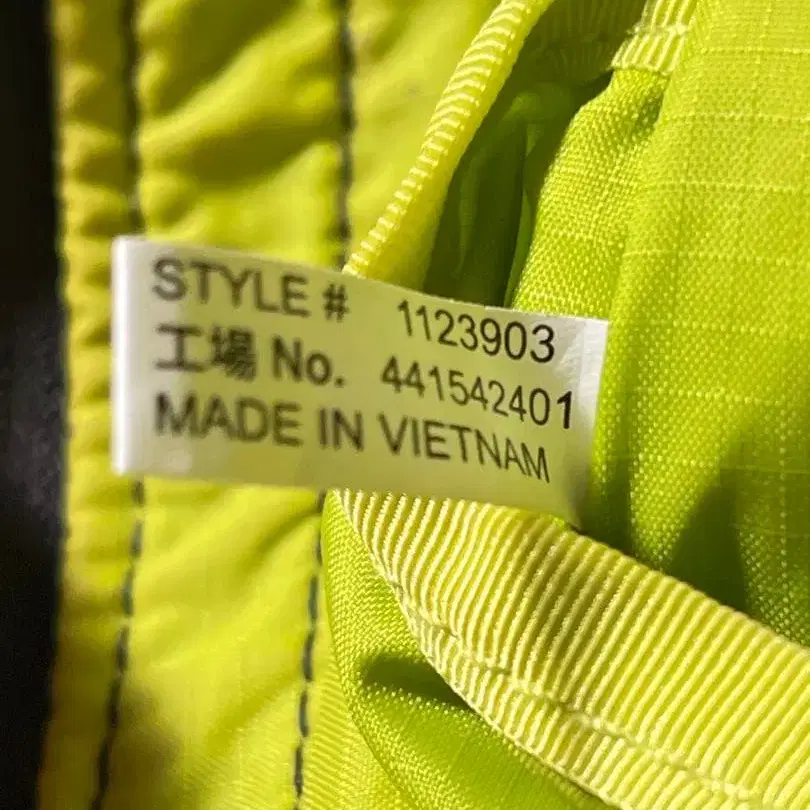 STYLE # 1123903
工場 No. 441542401
MADE IN VIETNAM